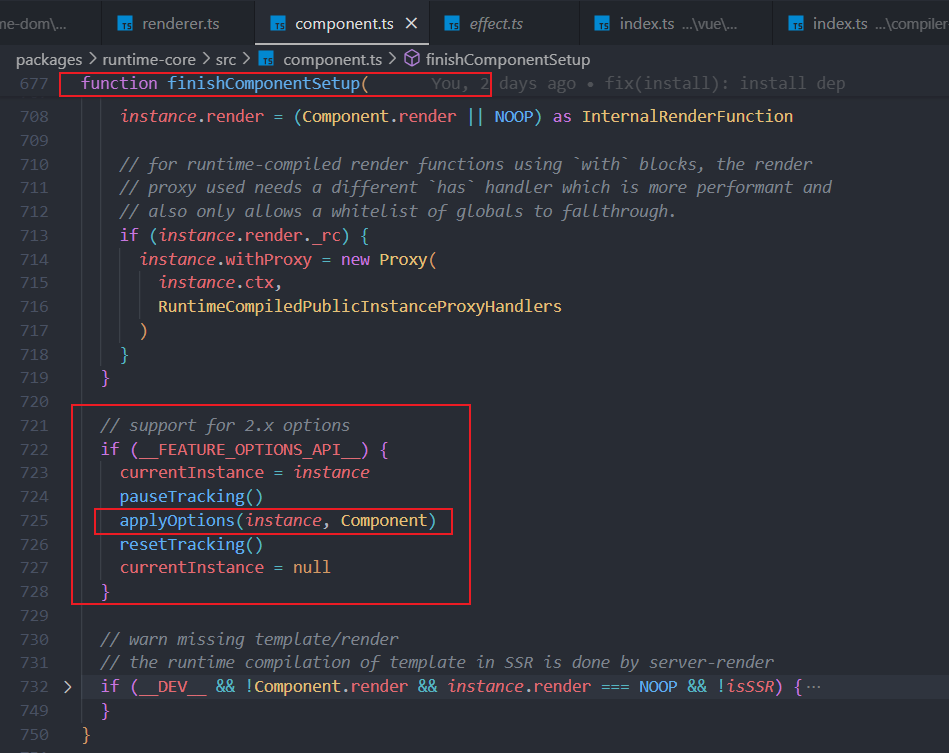 me-dom\... TS renderer.ts TS component.ts × TS effect.ts TS index.ts ...\vue\... TS index.ts ...\compiler
packages > runtime-core > src > TS component.ts > finishComponentSetup
677 function finishComponentSetup( You, 2 days ago • fix(install): install dep
708 instance.render = (Component.render || NOOP) as InternalRenderFunction
709
710 // for runtime-compiled render functions using `with` blocks, the render
711 // proxy used needs a different `has` handler which is more performant and
712 // also only allows a whitelist of globals to fallthrough.
713 if (instance.render._rc) {
714 instance.withProxy = new Proxy(
715 instance.ctx,
716 RuntimeCompiledPublicInstanceProxyHandlers
717 )
718 }
719 }
720
721 // support for 2.x options
722 if (__FEATURE_OPTIONS_API__) {
723 currentInstance = instance
724 pauseTracking()
725 applyOptions(instance, Component)
726 resetTracking()
727 currentInstance = null
728 }
729
730 // warn missing template/render
731 // the runtime compilation of template in SSR is done by server-render
732 > if (__DEV__ && !Component.render && instance.render === NOOP && !isSSR) {···
749 }
750 }